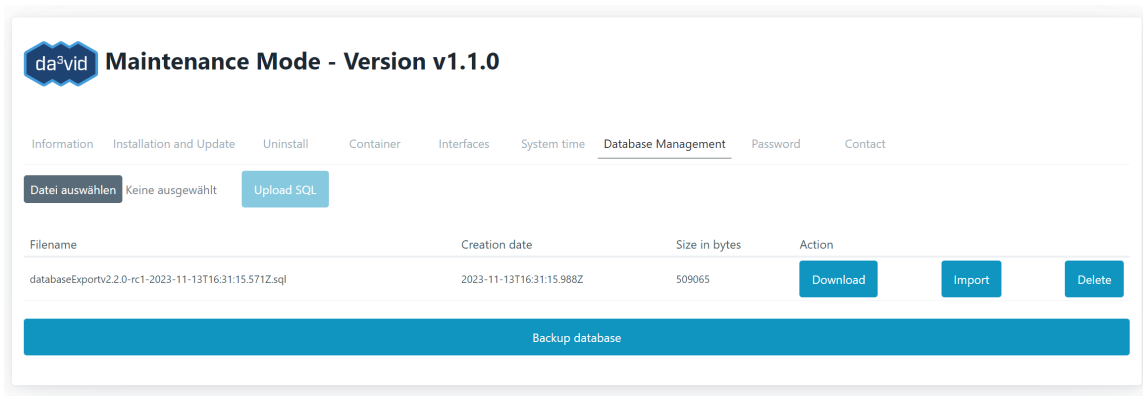 da³vid Maintenance Mode - Version v1.1.0
Information Installation and Update Uninstall Container Interfaces System time Database Management Password Contact
Datei auswählen Keine ausgewählt Upload SQL
Filename Creation date Size in bytes Action
databaseExportv2.2.0-rc1-2023-11-13T16:31:15.571Z.sql 2023-11-13T16:31:15.988Z 509065 Download Import Delete
Backup database